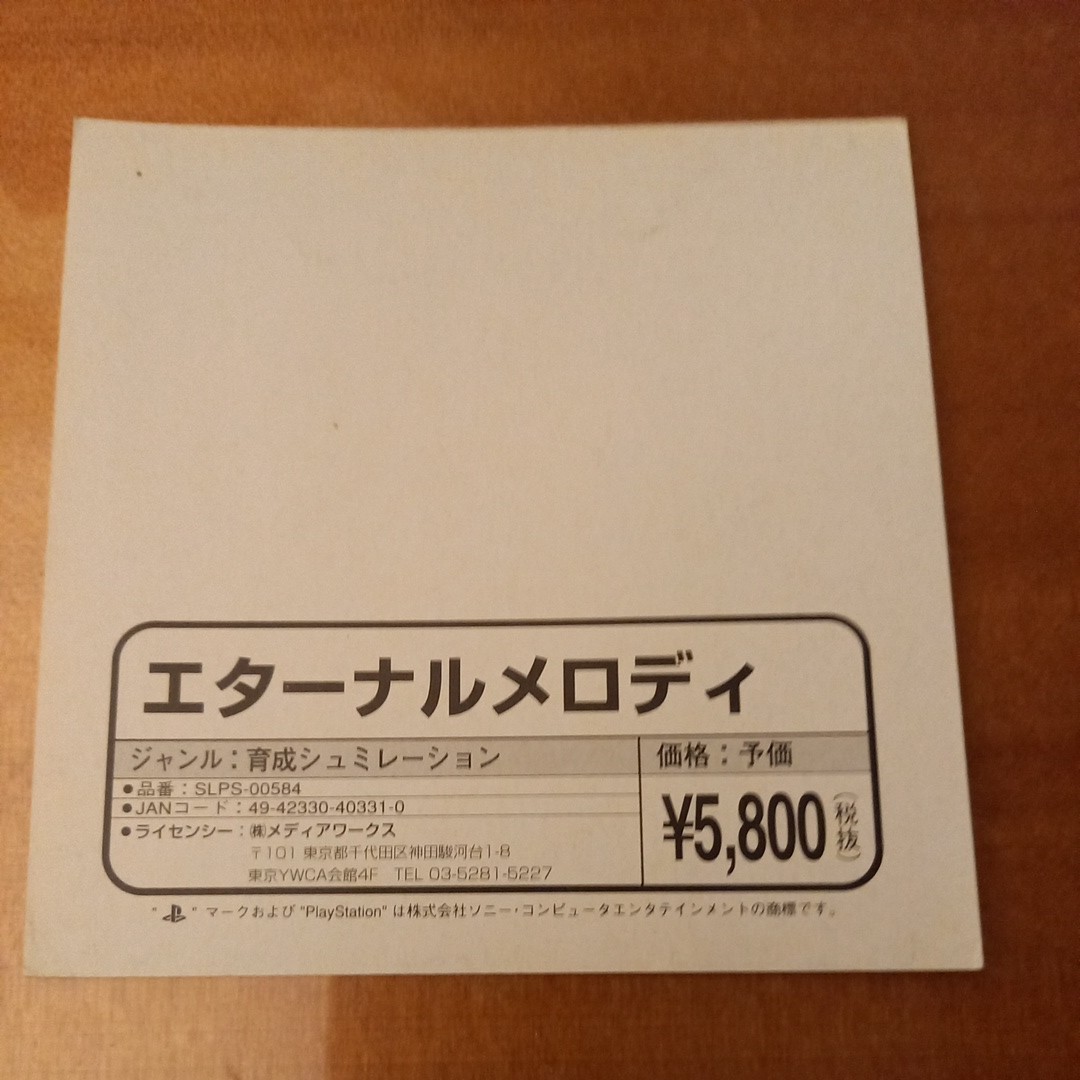 エターナルメロディ
ジャンル：育成シュミレーション
価格：予価
●品番：SLPS-00584
●JANコード：49-42330-40331-0
●ライセンシー：㈱メディアワークス
〒101 東京都千代田区神田駿河台1-8
東京YWCA会館4F TEL 03-5281-5227
¥5,800（税抜）
" " マークおよび "PlayStation" は株式会社ソニー・コンピュータエンタテインメントの商標です。